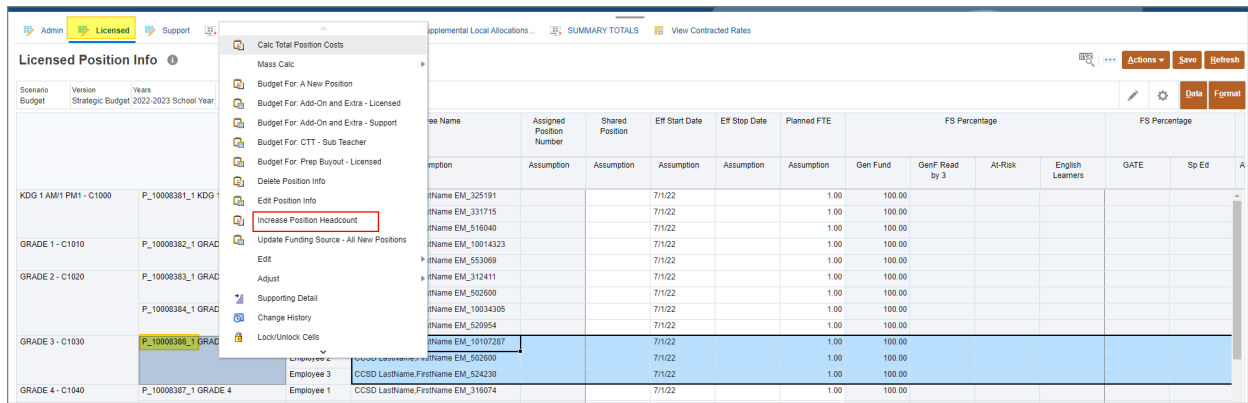 Admin Licensed Support upplemental Local Allocations... SUMMARY TOTALS View Contracted Rates
Licensed Position Info
Actions Save Refresh
Scenario Version Years
Budget Strategic Budget 2022-2023 School Year
Data Format
Calc Total Position Costs
Mass Calc
Budget For: A New Position
Budget For: Add-On and Extra - Licensed
Budget For: Add-On and Extra - Support
Budget For: CTT - Sub Teacher
Budget For: Prep Buyout - Licensed
Delete Position Info
Edit Position Info
Increase Position Headcount
Update Funding Source - All New Positions
Edit
Adjust
Supporting Detail
Change History
Lock/Unlock Cells
ee Name Assigned Position Number Shared Position Eff Start Date Eff Stop Date Planned FTE FS Percentage FS Percentage
mption Assumption Assumption Assumption Assumption Assumption Gen Fund GenF Read by 3 At-Risk English Learners GATE Sp Ed A
KDG 1 AM/1 PM1 - C1000 P_10008381_1 KDG 1 stName EM_325191 7/1/22 1.00 100.00
stName EM_331715 7/1/22 1.00 100.00
stName EM_516040 7/1/22 1.00 100.00
GRADE 1 - C1010 P_10008382_1 GRAD stName EM_10014323 7/1/22 1.00 100.00
stName EM_553069 7/1/22 1.00 100.00
GRADE 2 - C1020 P_10008383_1 GRAD stName EM_312411 7/1/22 1.00 100.00
stName EM_502600 7/1/22 1.00 100.00
P_10008384_1 GRAD stName EM_10034305 7/1/22 1.00 100.00
stName EM_520954 7/1/22 1.00 100.00
GRADE 3 - C1030 P_10008386_1 GRAD stName EM_10107287 7/1/22 1.00 100.00
Employee 2 CCSD LastName,FirstName EM_502600 7/1/22 1.00 100.00
Employee 3 CCSD LastName,FirstName EM_524230 7/1/22 1.00 100.00
GRADE 4 - C1040 P_10008387_1 GRADE 4 Employee 1 CCSD LastName,FirstName EM_316074 7/1/22 1.00 100.00